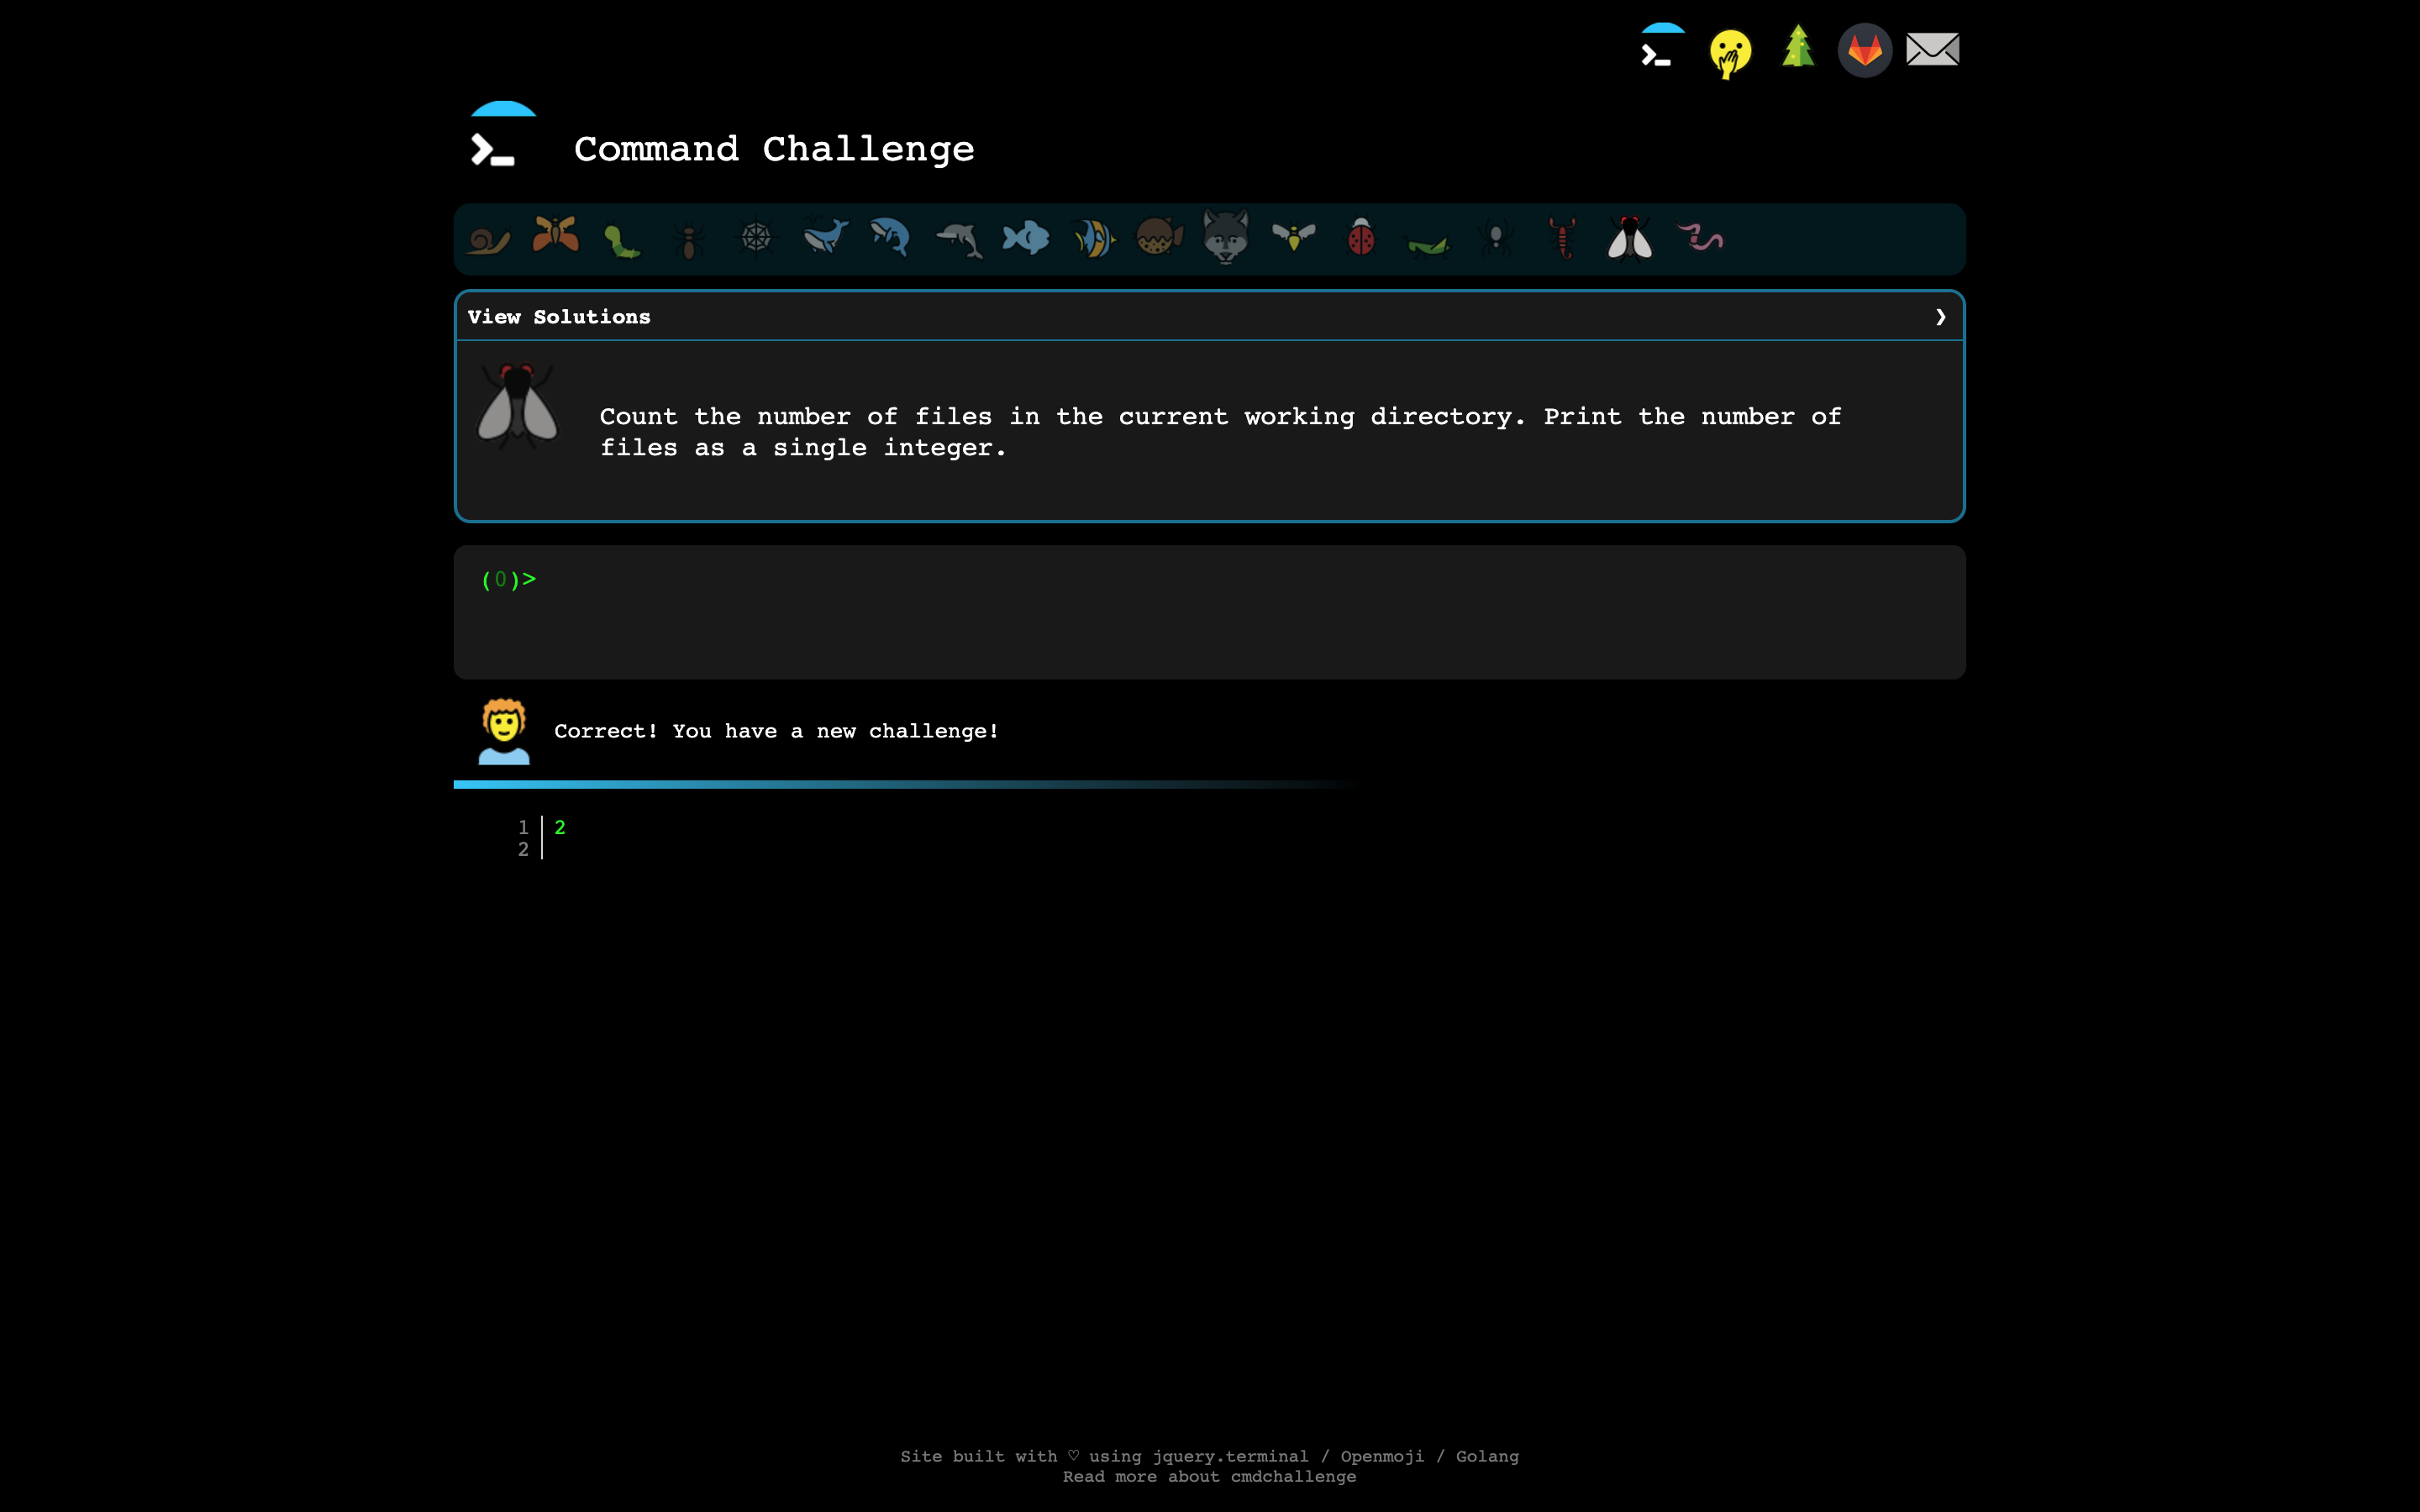 Command Challenge
View Solutions ❯
Count the number of files in the current working directory. Print the number of
files as a single integer.
(0)>
Correct! You have a new challenge!
1 2
2
Site built with ♡ using jquery.terminal / Openmoji / Golang
Read more about cmdchallenge